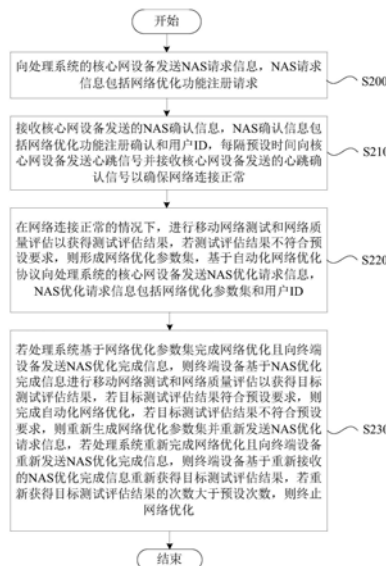 开始
向处理系统的核心网设备发送NAS请求信息，NAS请求
信息包括网络优化功能注册请求
S200
接收核心网设备发送的NAS确认信息，NAS确认信息包
括网络优化功能注册确认和用户ID，每隔预设时间向核
心网设备发送心跳信号并接收核心网设备发送的心跳确
认信号以确保网络连接正常
S210
在网络连接正常的情况下，进行移动网络测试和网络质
量评估以获得测试评估结果，若测试评估结果不符合预
设要求，则形成网络优化参数集，基于自动化网络优化
协议向处理系统的核心网设备发送NAS优化请求信息，
NAS优化请求信息包括网络优化参数集和用户ID
S220
若处理系统基于网络优化参数集完成网络优化且向终端
设备发送NAS优化完成信息，则终端设备基于NAS优化
完成信息进行移动网络测试和网络质量评估以获得目标
测试评估结果，若目标测试评估结果符合预设要求，则
完成自动化网络优化，若目标测试评估结果不符合预设
要求，则重新生成网络优化参数集并重新发送NAS优化
请求信息，若处理系统重新完成网络优化且向终端设备
重新发送NAS优化完成信息，则终端设备基于重新接收
的NAS优化完成信息重新获得目标测试评估结果，若重
新获得目标测试评估结果的次数大于预设次数，则终止
网络优化
S230
结束